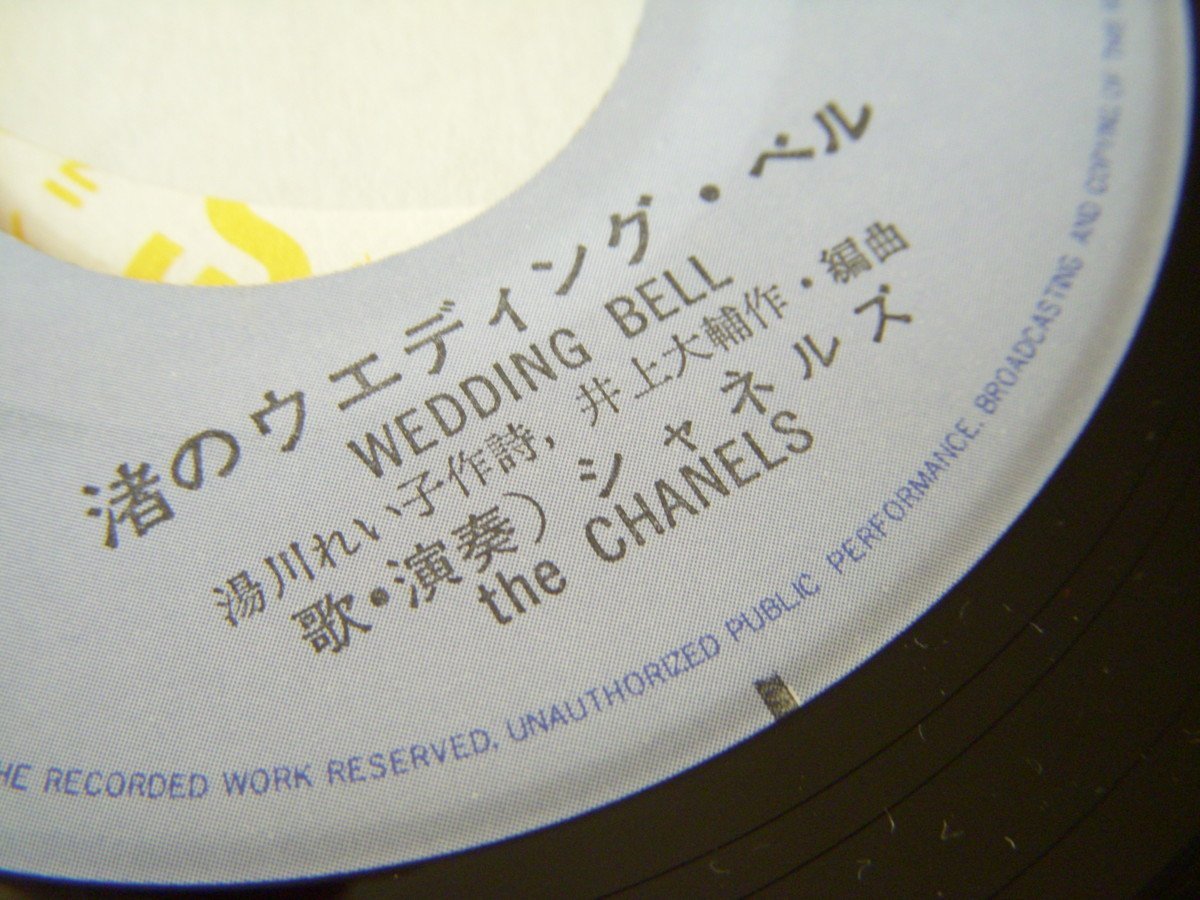 渚のウエディング・ベル
WEDDING BELL
湯川れい子作詩, 井上大輔作・編曲
歌・演奏) シャネルズ
the CHANELS
HE RECORDED WORK RESERVED. UNAUTHORIZED PUBLIC PERFORMANCE. BROADCASTING AND COPYING OF THE